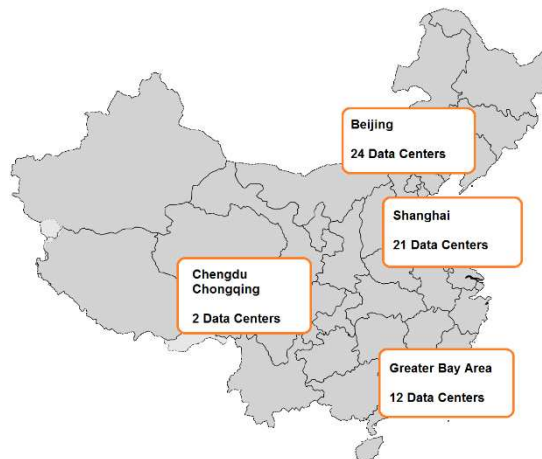 Beijing
24 Data Centers
Shanghai
21 Data Centers
Chengdu
Chongqing
2 Data Centers
Greater Bay Area
12 Data Centers